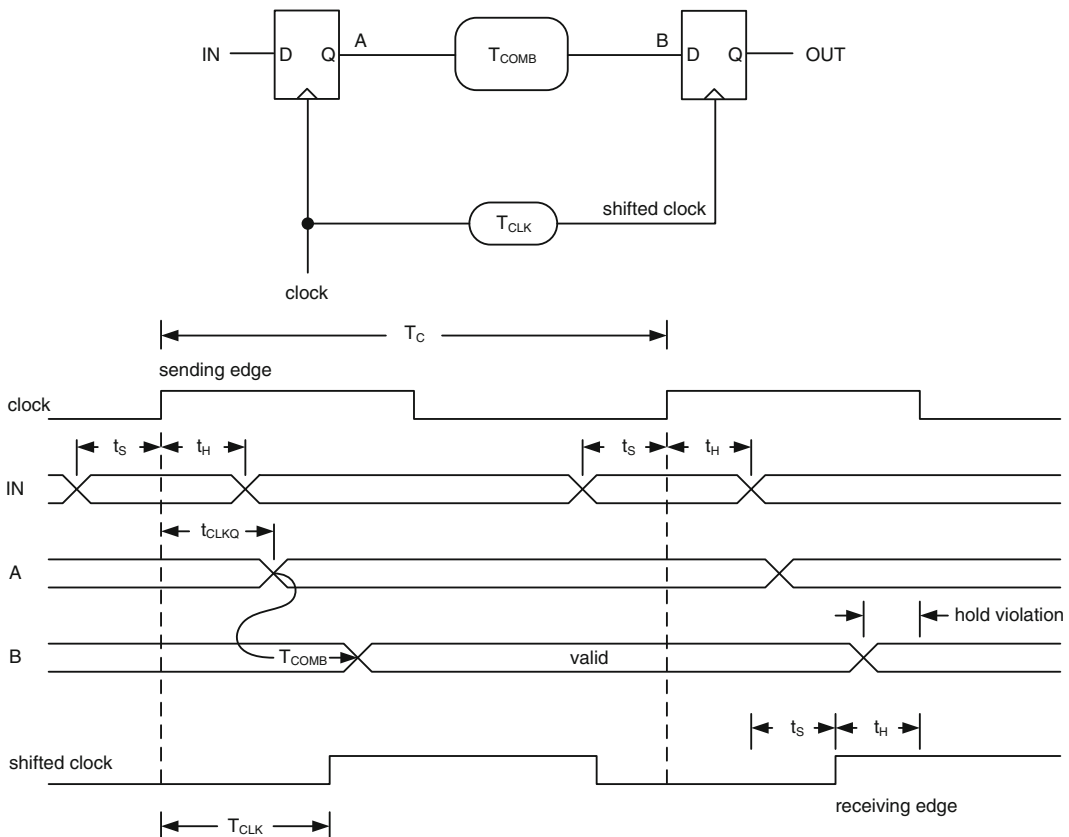 A B
IN D Q T_COMB D Q OUT
T_CLK shifted clock
clock
T_C
sending edge
clock
t_S t_H t_S t_H
IN
t_CLKQ
A
hold violation
B T_COMB valid
t_S t_H
shifted clock
receiving edge
T_CLK